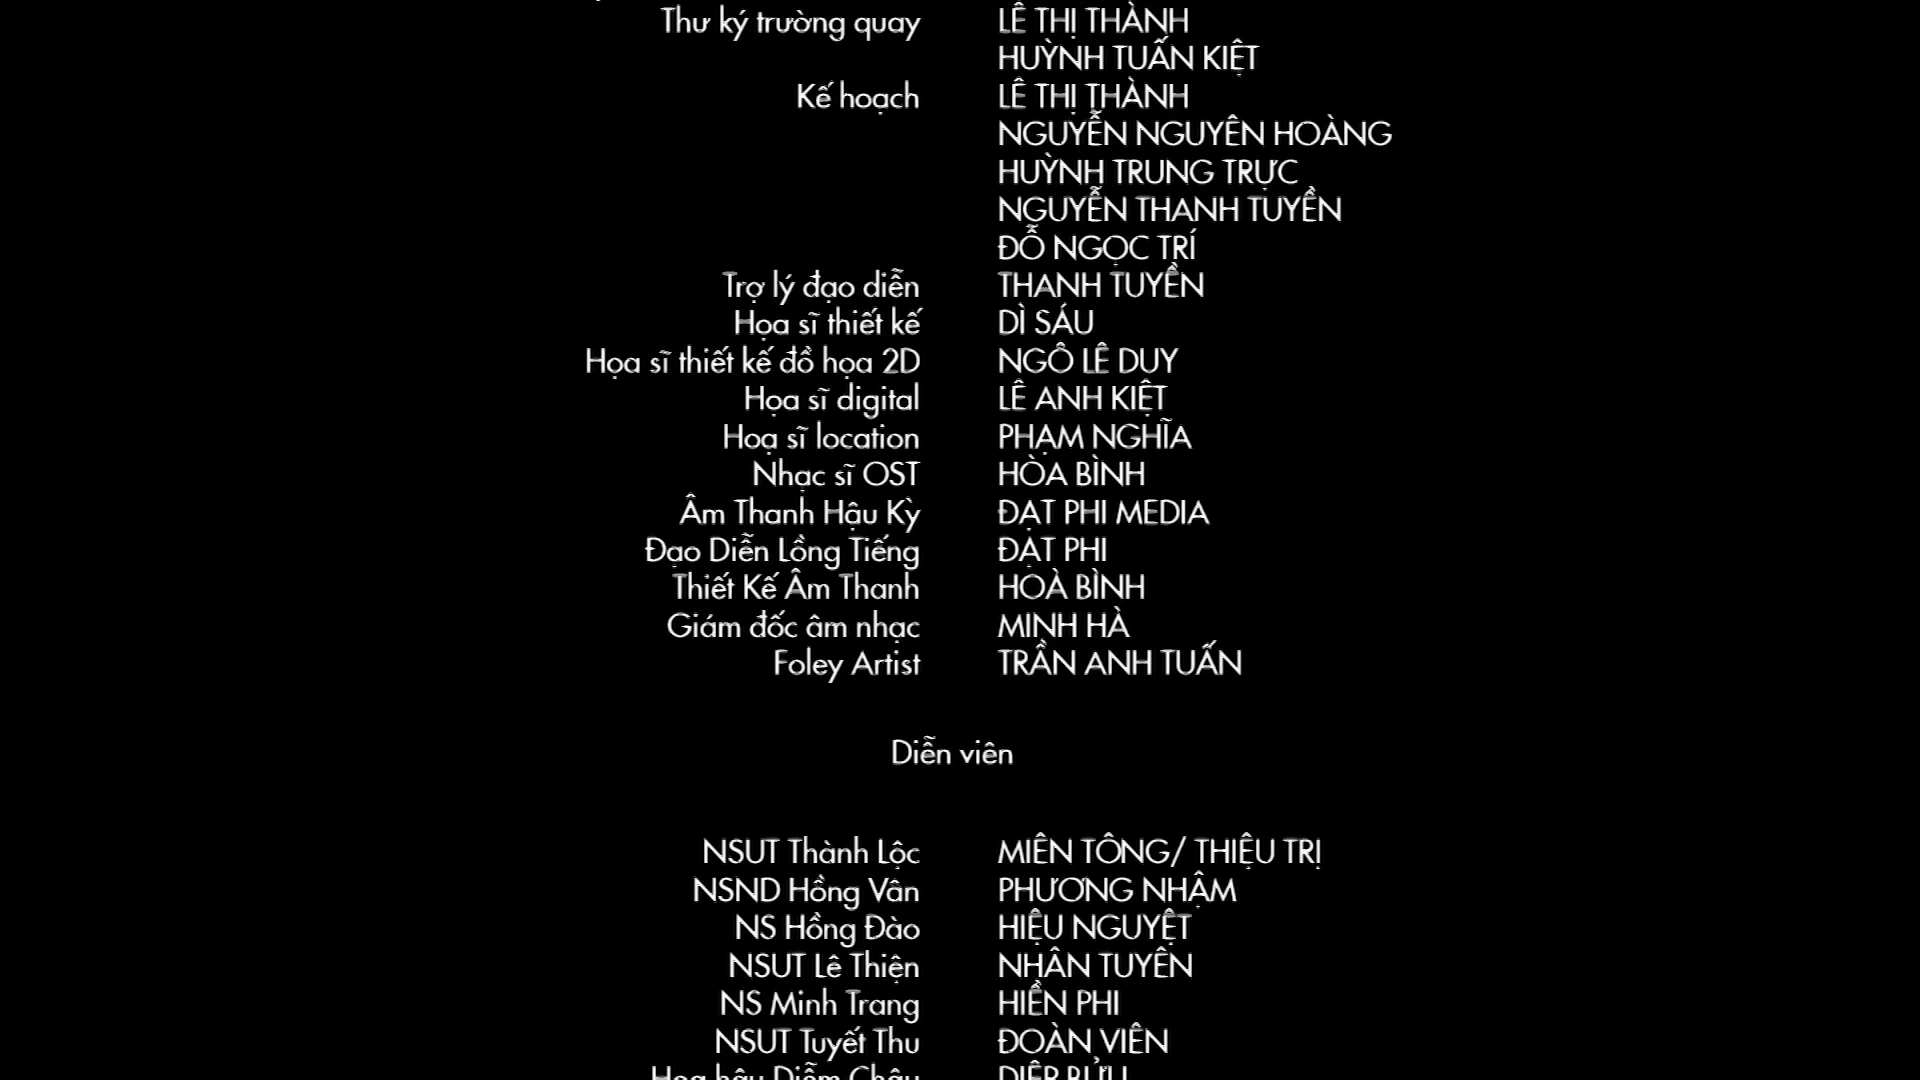 Thư ký trường quay LÊ THỊ THÀNH
HUỲNH TUẤN KIỆT
Kế hoạch LÊ THỊ THÀNH
NGUYỄN NGUYÊN HOÀNG
HUỲNH TRUNG TRỰC
NGUYỄN THANH TUYỀN
ĐỖ NGỌC TRÍ
Trợ lý đạo diễn THANH TUYỀN
Họa sĩ thiết kế DÌ SÁU
Họa sĩ thiết kế đồ họa 2D NGÔ LÊ DUY
Họa sĩ digital LÊ ANH KIỆT
Hoạ sĩ location PHẠM NGHĨA
Nhạc sĩ OST HÒA BÌNH
Âm Thanh Hậu Kỳ ĐẠT PHI MEDIA
Đạo Diễn Lồng Tiếng ĐẠT PHI
Thiết Kế Âm Thanh HOÀ BÌNH
Giám đốc âm nhạc MINH HÀ
Foley Artist TRẦN ANH TUẤN
Diễn viên
NSUT Thành Lộc MIÊN TÔNG/ THIỆU TRỊ
NSND Hồng Vân PHƯƠNG NHẬM
NS Hồng Đào HIỆU NGUYỆT
NSUT Lê Thiện NHÂN TUYÊN
NS Minh Trang HIỀN PHI
NSUT Tuyết Thu ĐOÀN VIÊN
Hoa hậu Diễm Châu DIỆP BỬU